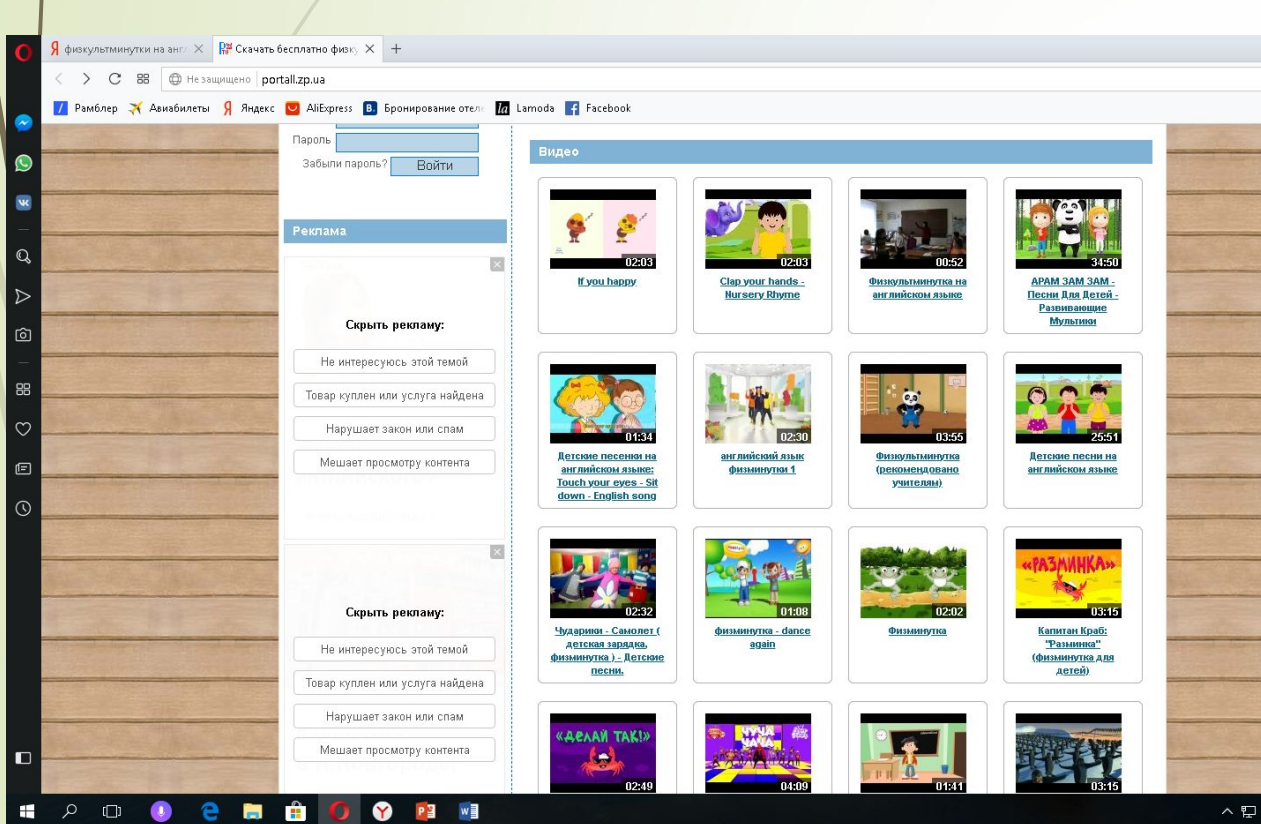 физкультминутки на англ
Скачать бесплатно физку
Не защищено portall.zp.ua
Рамблер Авиабилеты Яндекс AliExpress Бронирование отеле Lamoda Facebook
Пароль
Забыли пароль? Войти
Реклама
Скрыть рекламу:
Не интересуюсь этой темой
Товар куплен или услуга найдена
Нарушает закон или спам
Мешает просмотру контента
Скрыть рекламу:
Не интересуюсь этой темой
Товар куплен или услуга найдена
Нарушает закон или спам
Мешает просмотру контента
Видео
02:03
If you happy
02:03
Clap your hands -
Nursery Rhyme
00:52
Физкультминутка на
английском языке
34:50
АРАМ ЗАМ ЗАМ -
Песни Для Детей -
Развивающие
Мультики
01:34
Детские песенки на
английском языке:
Touch your eyes - Sit
down - English song
02:30
английский язык
физминутки 1
03:55
Физкультминутка
(рекомендовано
учителям)
25:51
Детские песни на
английском языке
02:32
Чударики - Самолет (
детская зарядка,
физминутка ) - Детские
песни.
01:08
физминутка - dance
again
02:02
Физминутка
«РАЗМИНКА»
03:15
Капитан Краб:
"Разминка"
(физминутка для
детей)
«ДЕЛАЙ ТАК!»
02:49
ЧУЧА
ЧАЧА
04:09
01:41
03:15